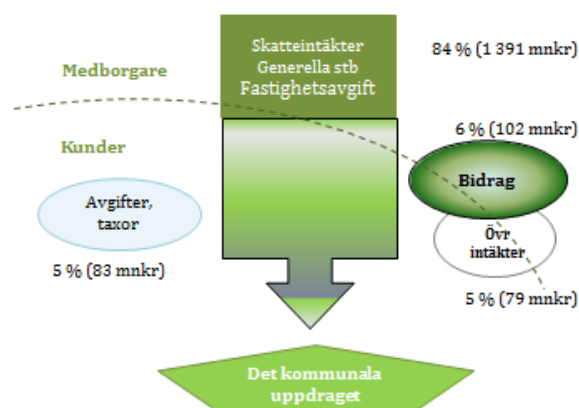 Skatteintäkter
Generella stb
Fastighetsavgift
84 % (1 391 mnkr)
Medborgare
6 % (102 mnkr)
Kunder
Bidrag
Avgifter,
taxor
Övr
intäkter
5 % (83 mnkr)
5 % (79 mnkr)
Det kommunala
uppdraget